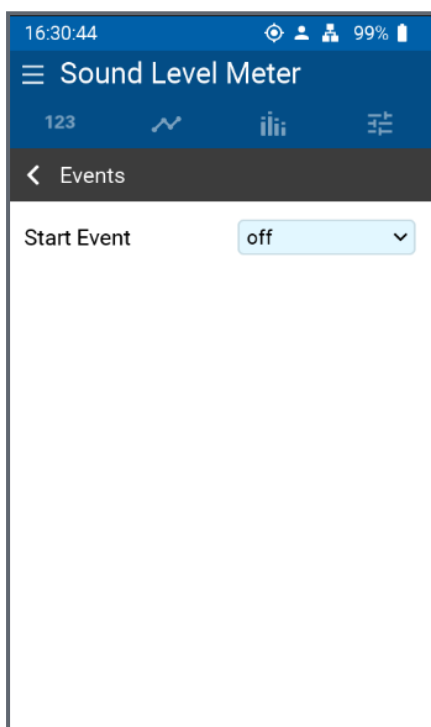 16:30:44 99%
Sound Level Meter
123
Events
Start Event off